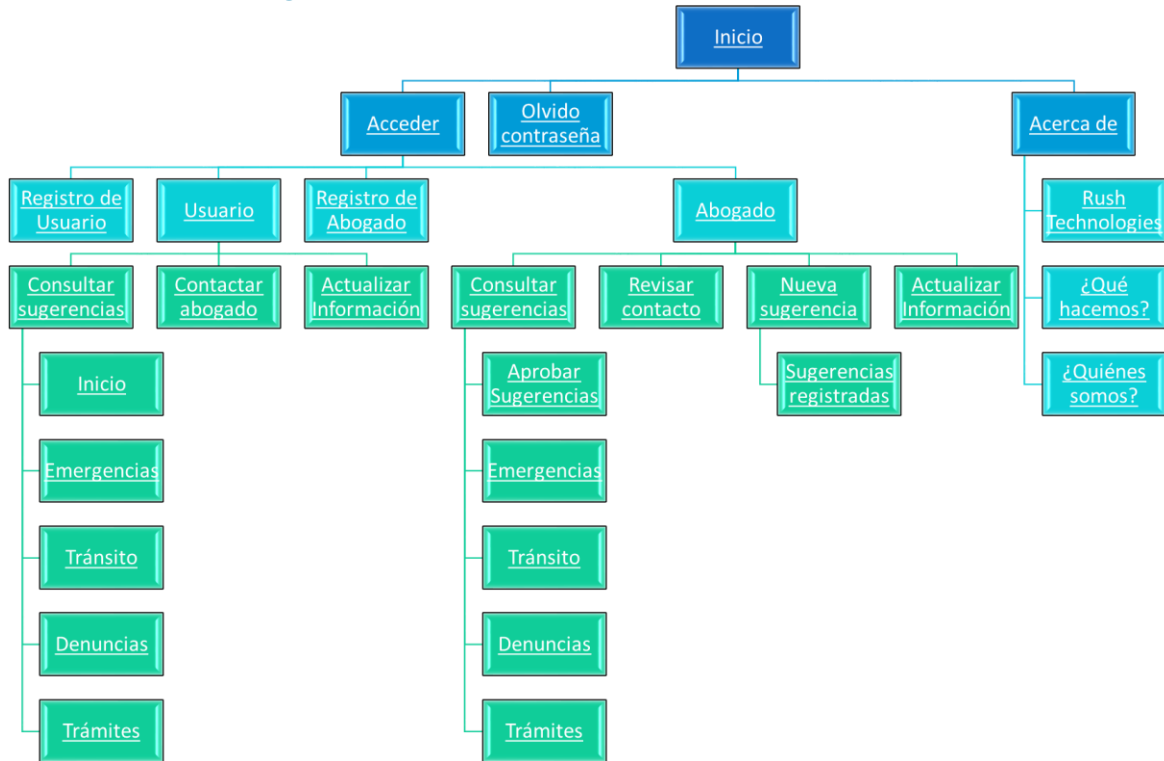 Inicio
Acceder
Olvido
contraseña
Acerca de
Registro de
Usuario
Usuario
Registro de
Abogado
Abogado
Rush
Technologies
Consultar
sugerencias
Contactar
abogado
Actualizar
Información
Consultar
sugerencias
Revisar
contacto
Nueva
sugerencia
Actualizar
Información
¿Qué
hacemos?
Inicio
Aprobar
Sugerencias
Sugerencias
registradas
¿Quiénes
somos?
Emergencias
Emergencias
Tránsito
Tránsito
Denuncias
Denuncias
Trámites
Trámites